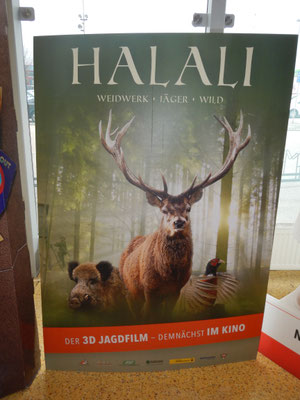 HALALI
WEIDWERK • JÄGER • WILD
DER 3D JAGDFILM – DEMNÄCHST IM KINO